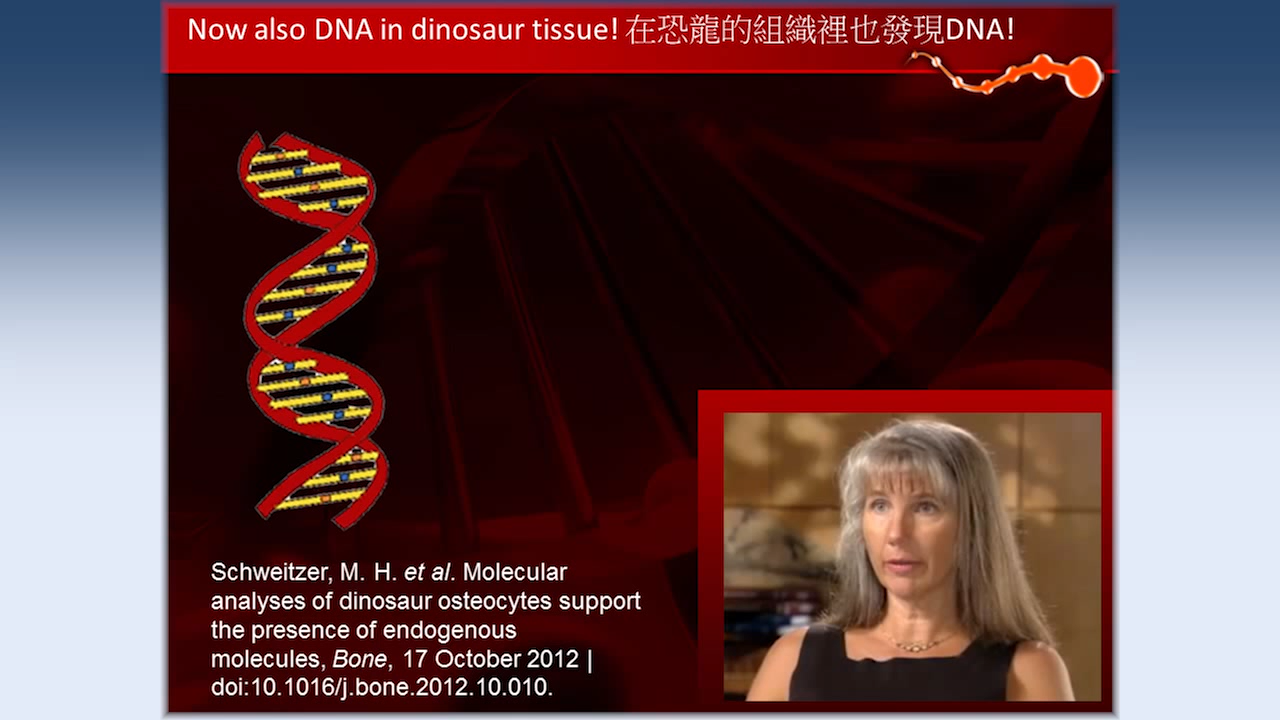 Now also DNA in dinosaur tissue! 在恐龍的組織裡也發現DNA!
Schweitzer, M. H. et al. Molecular
analyses of dinosaur osteocytes support
the presence of endogenous
molecules, Bone, 17 October 2012 |
doi:10.1016/j.bone.2012.10.010.